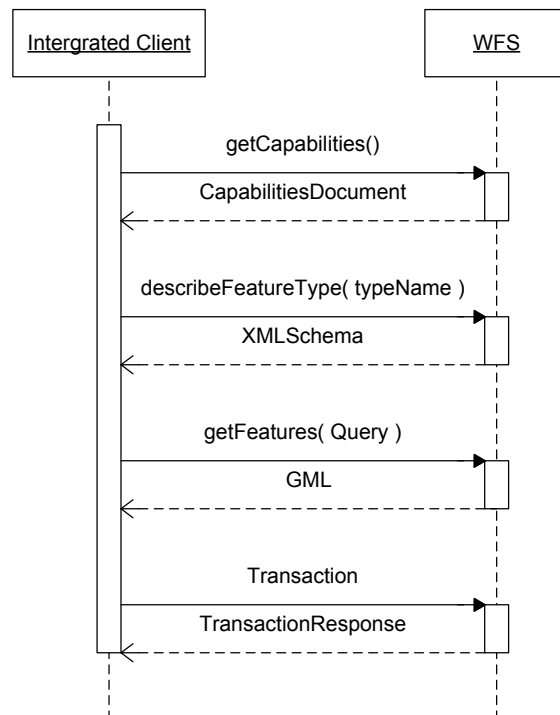 Intergrated Client
WFS
getCapabilities()
CapabilitiesDocument
describeFeatureType( typeName )
XMLSchema
getFeatures( Query )
GML
Transaction
TransactionResponse